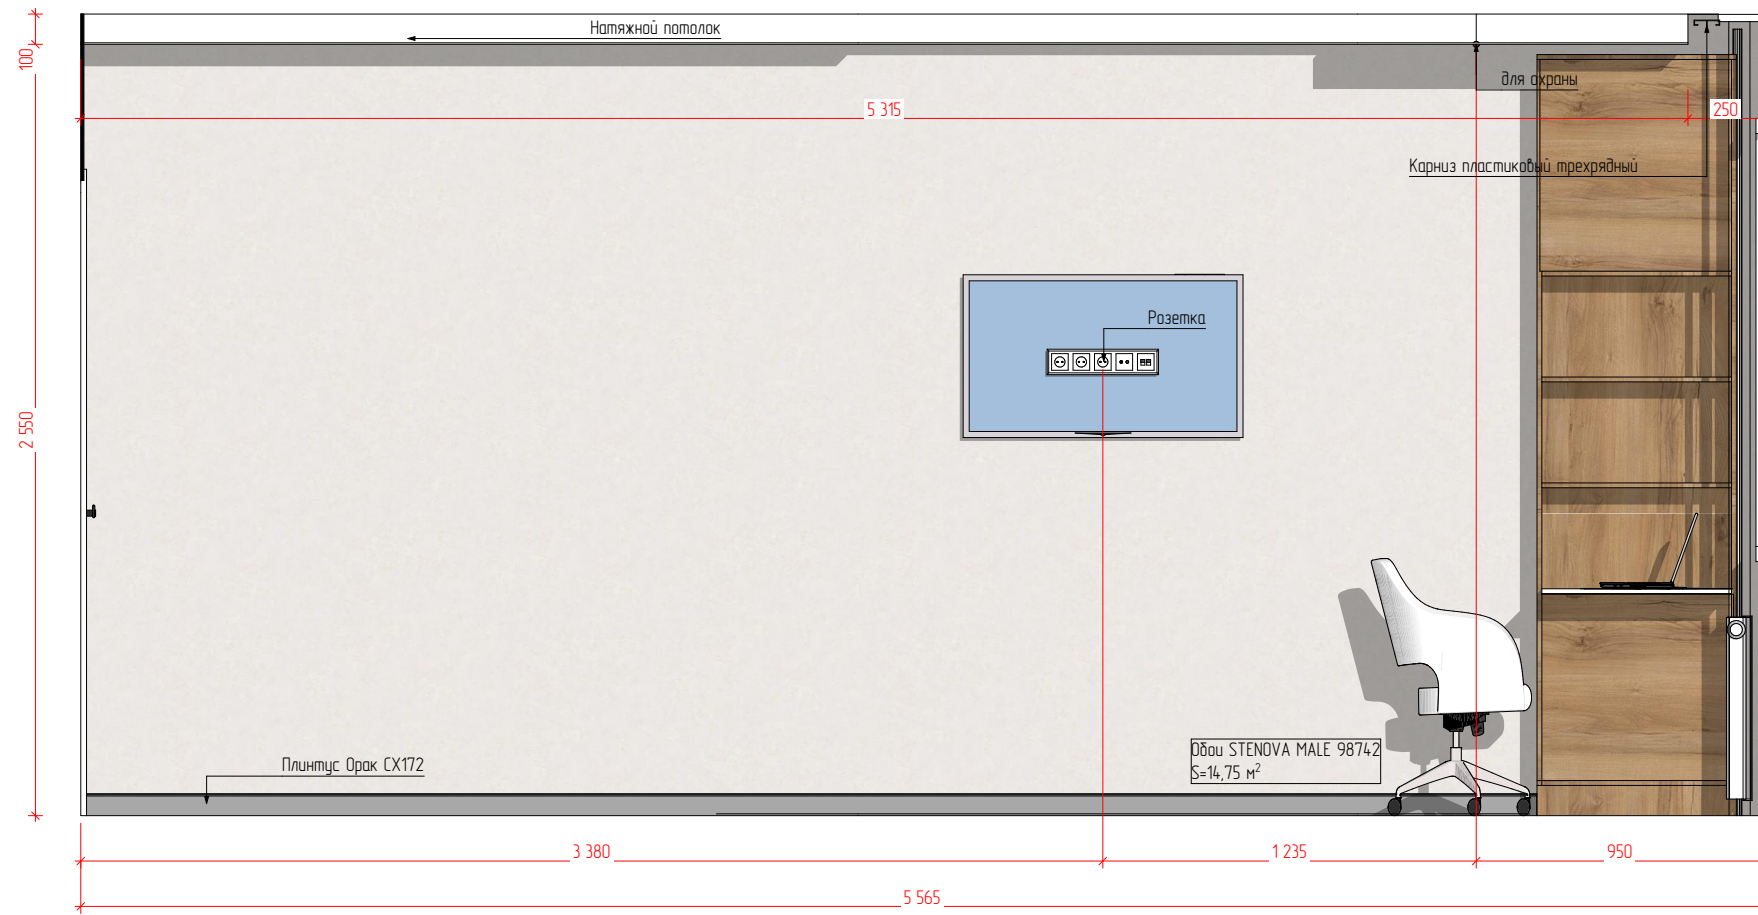 Натяжной потолок
100
для охраны
5 315
250
Карниз пластиковый трехрядный
Розетка
2 550
Обои STENOVA MALE 98742
S=14,75 м²
Плинтус Орак CX172
3 380
1 235
950
5 565